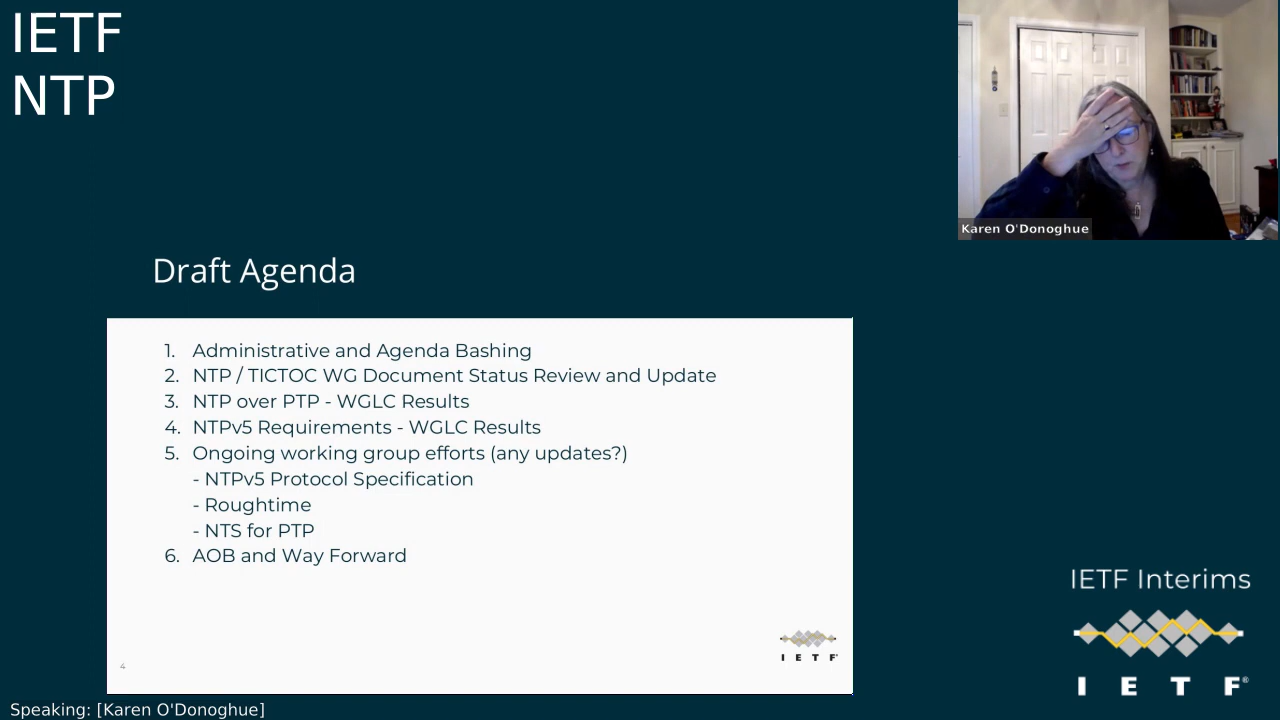 IETF
NTP
Karen O'Donoghue
Draft Agenda
1. Administrative and Agenda Bashing
2. NTP / TICTOC WG Document Status Review and Update
3. NTP over PTP - WGLC Results
4. NTPv5 Requirements - WGLC Results
5. Ongoing working group efforts (any updates?)
- NTPv5 Protocol Specification
- Roughtime
- NTS for PTP
6. AOB and Way Forward
I E T F®
4
IETF Interims
I E T F®
Speaking: [Karen O'Donoghue]